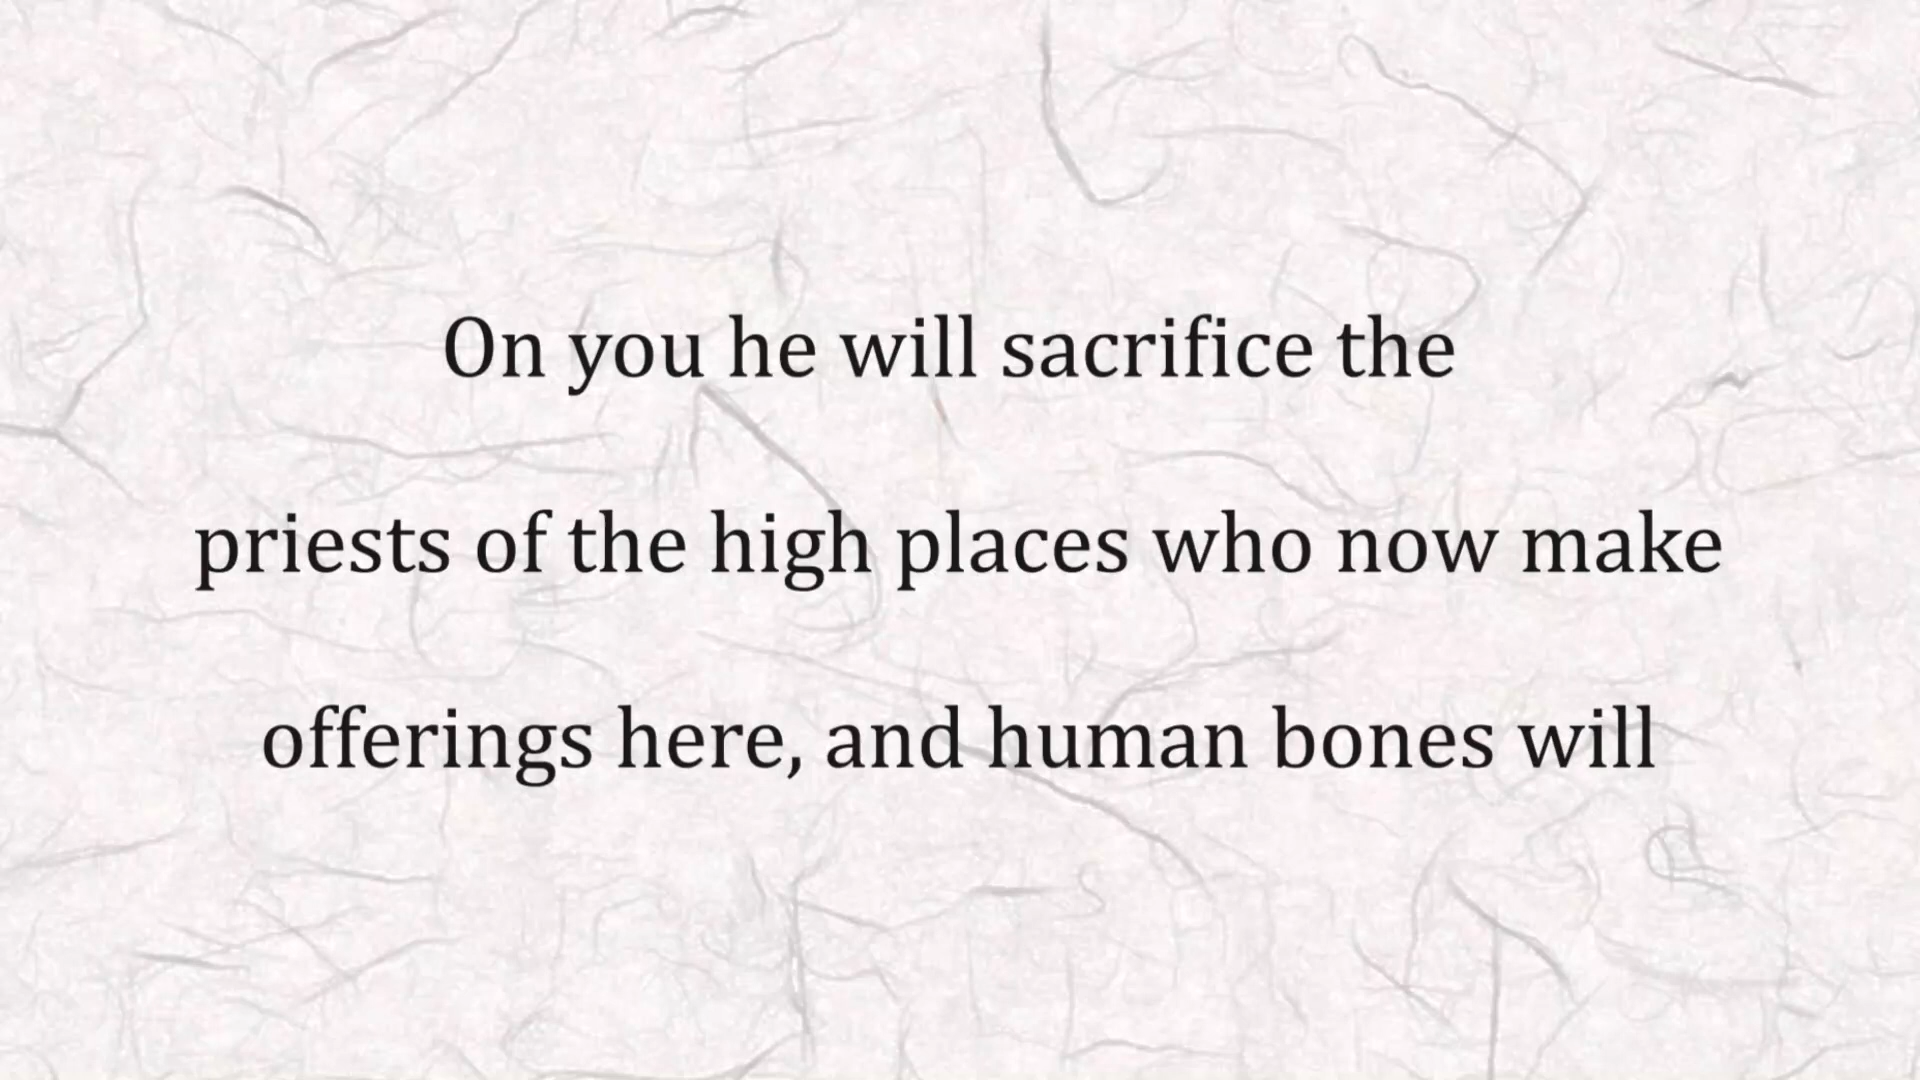 On you he will sacrifice the
priests of the high places who now make
offerings here, and human bones will